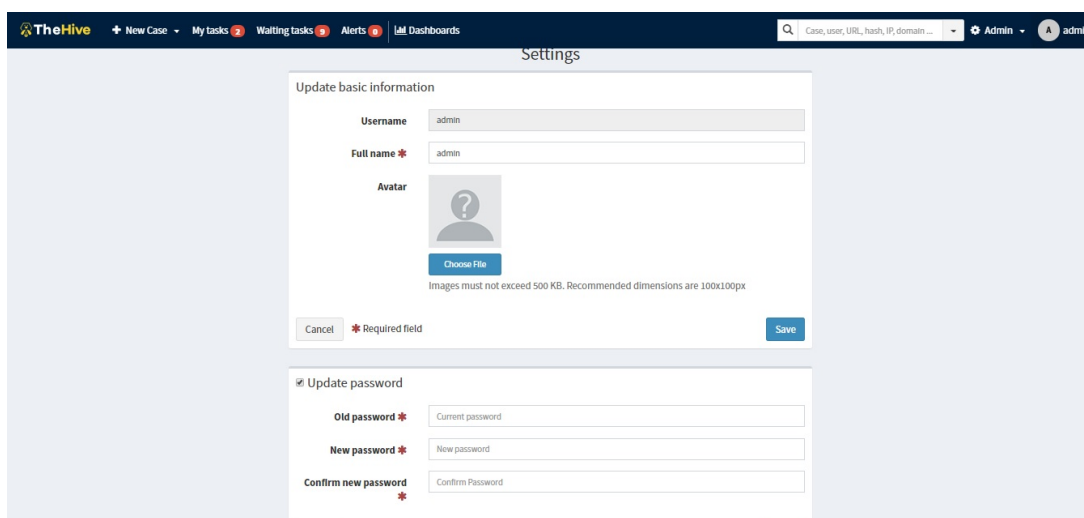 TheHive + New Case My tasks 2 Waiting tasks 9 Alerts 0 Dashboards Case, user, URL, hash, IP, domain ... Admin A admi
Settings
Update basic information
Username admin
Full name * admin
Avatar
?
Choose File
Images must not exceed 500 KB. Recommended dimensions are 100x100px
Cancel * Required field Save
Update password
Old password * Current password
New password * New password
Confirm new password * Confirm Password